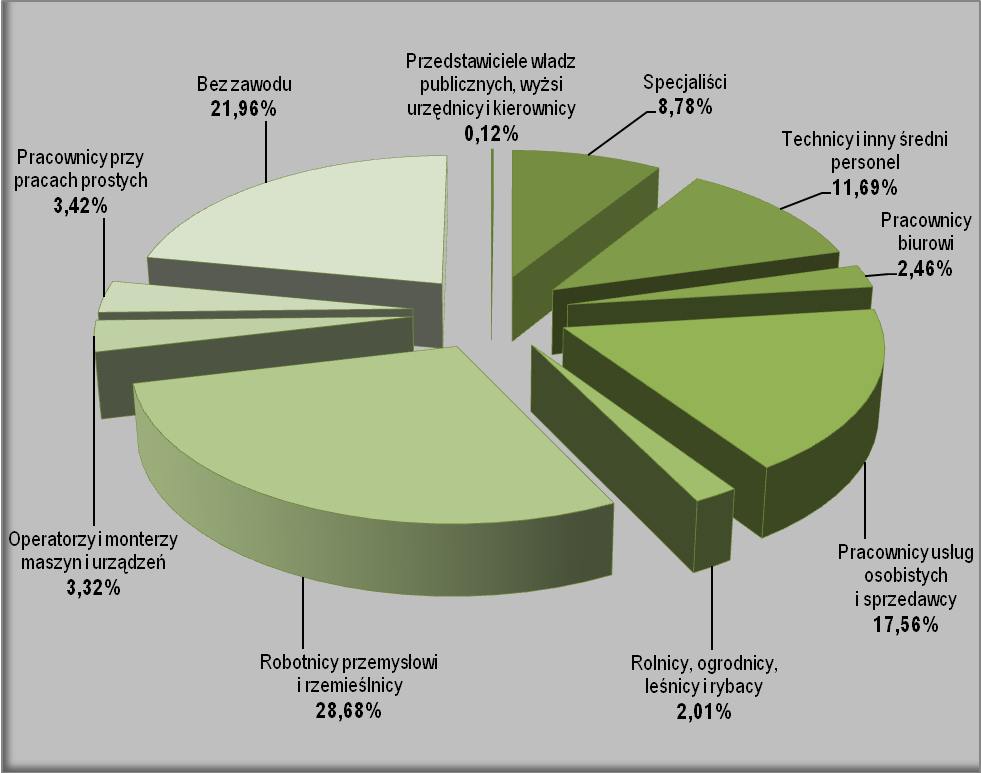 Przedstawiciele władz
publicznych, wyżsi
urzędnicy i kierownicy
0,12%
Specjaliści
8,78%
Technicy i inny średni
personel
11,69%
Pracownicy
biurowi
2,46%
Pracownicy usług
osobistych
i sprzedawcy
17,56%
Rolnicy, ogrodnicy,
leśnicy i rybacy
2,01%
Robotnicy przemysłowi
i rzemieślnicy
28,68%
Operatorzy i monterzy
maszyn i urządzeń
3,32%
Pracownicy przy
pracach prostych
3,42%
Bez zawodu
21,96%